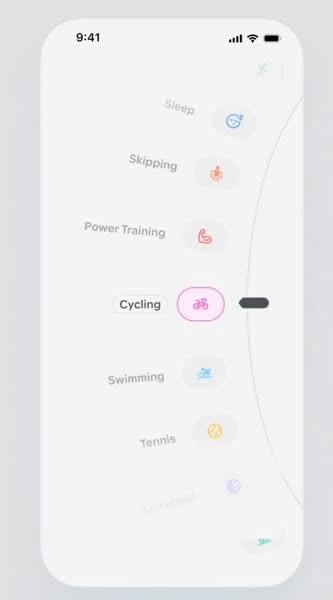 9:41
Sleep
Skipping
Power Training
Cycling
Swimming
Tennis
Basketball